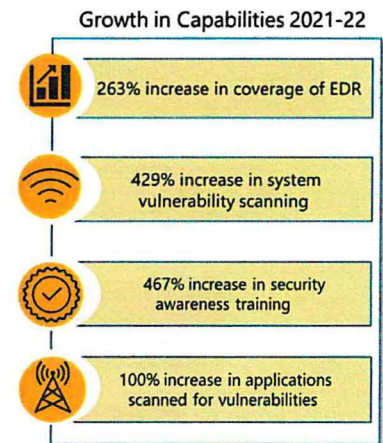 Growth in Capabilities 2021-22
263% increase in coverage of EDR
429% increase in system
vulnerability scanning
467% increase in security
awareness training
100% increase in applications
scanned for vulnerabilities